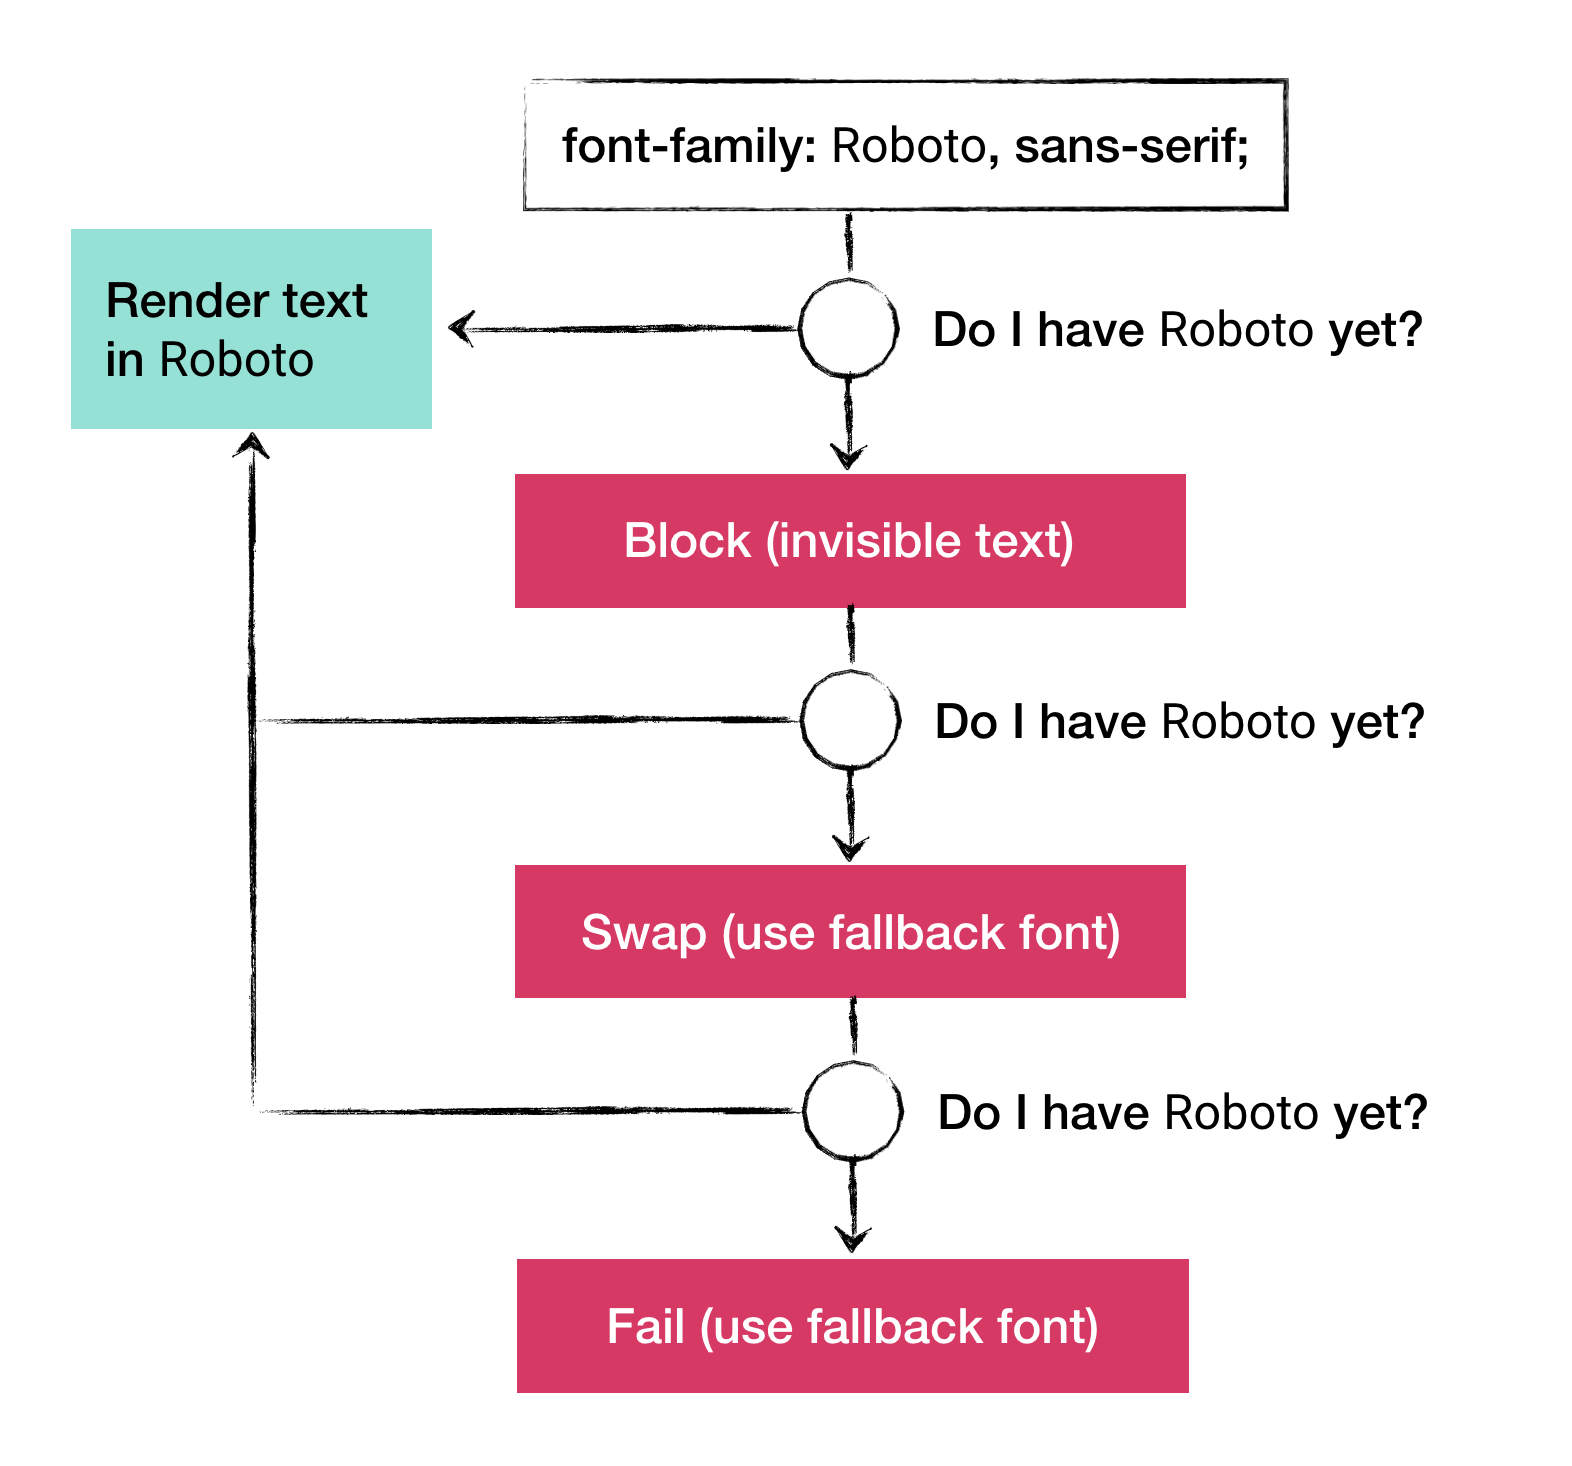 font-family: Roboto, sans-serif;
Render text
in Roboto
Do I have Roboto yet?
Block (invisible text)
Do I have Roboto yet?
Swap (use fallback font)
Do I have Roboto yet?
Fail (use fallback font)